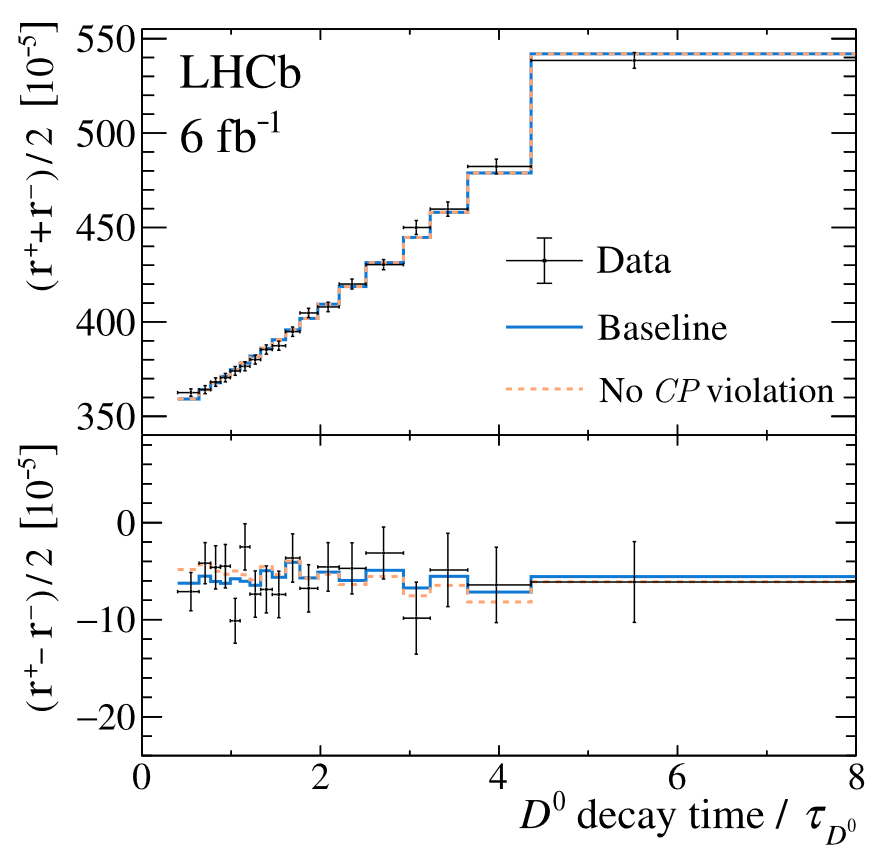 (r⁺+r⁻)/2 [10⁻⁵]
550
500
450
400
350
LHCb
6 fb⁻¹
Data
Baseline
No CP violation
(r⁺−r⁻)/2 [10⁻⁵]
0
−10
−20
0 2 4 6 8
D⁰ decay time / τ_D⁰